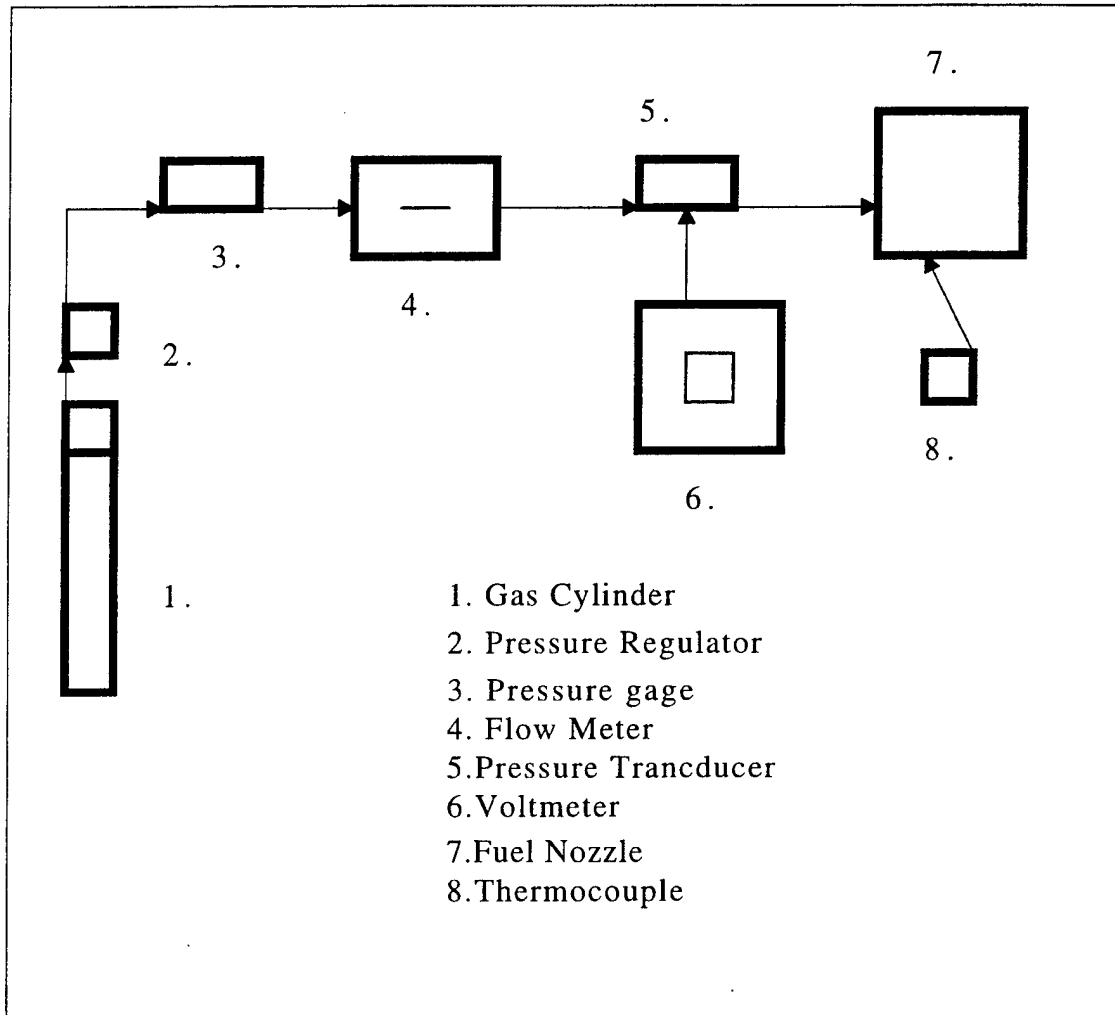 7.
5.
3.
4.
2.
8.
6.
1.
1. Gas Cylinder
2. Pressure Regulator
3. Pressure gage
4. Flow Meter
5.Pressure Trancducer
6.Voltmeter
7.Fuel Nozzle
8.Thermocouple